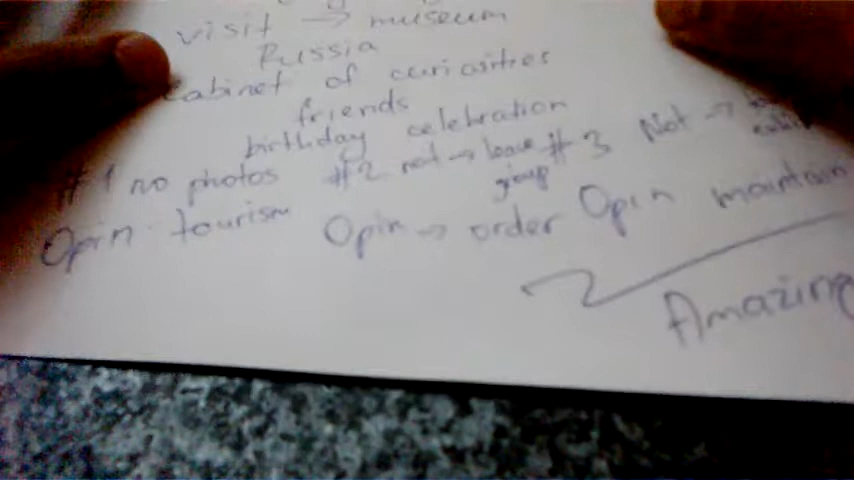 visit → museum
Russia
cabinet of curiosities
friends
birthday celebration
#1 no photos #2 not → leave group #3 Not →
Opin tourism Opin → order Opin maintain
Amazing